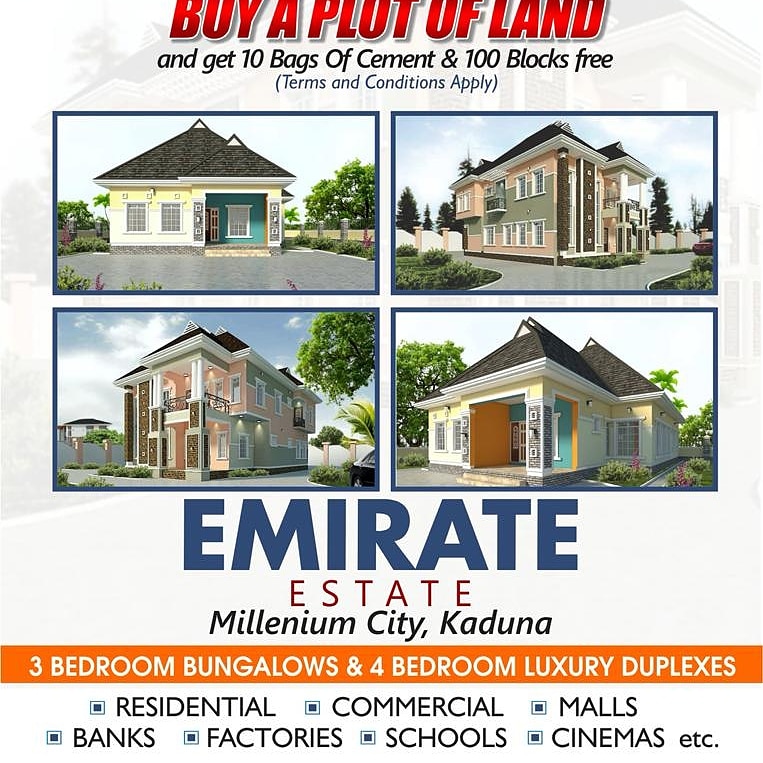 BUY A PLOT OF LAND
and get 10 Bags Of Cement & 100 Blocks free
(Terms and Conditions Apply)
EMIRATE
ESTATE
Millenium City, Kaduna
3 BEDROOM BUNGALOWS & 4 BEDROOM LUXURY DUPLEXES
RESIDENTIAL COMMERCIAL MALLS
BANKS FACTORIES SCHOOLS CINEMAS etc.